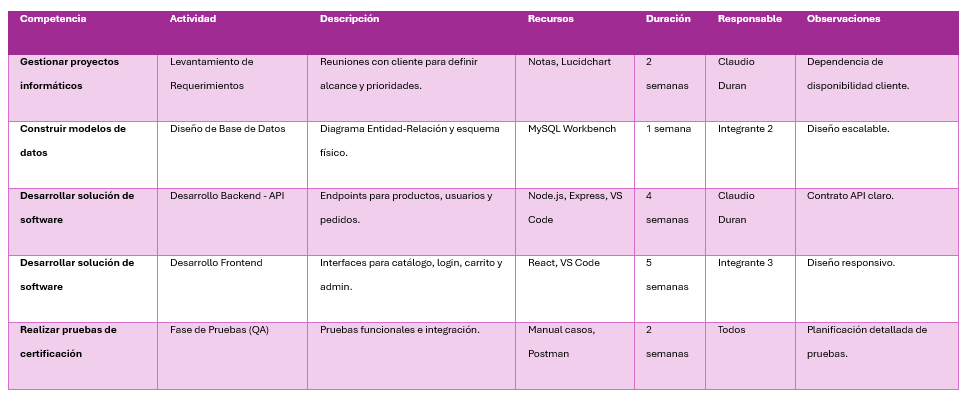 Competencia Actividad Descripción Recursos Duración Responsable Observaciones
Gestionar proyectos Levantamiento de Reuniones con cliente para definir Notas, Lucidchart 2 Claudio Dependencia de
informáticos Requerimientos alcance y prioridades. semanas Duran disponibilidad cliente.
Construir modelos de Diseño de Base de Datos Diagrama Entidad-Relación y esquema MySQL Workbench 1 semana Integrante 2 Diseño escalable.
datos físico.
Desarrollar solución de Desarrollo Backend - API Endpoints para productos, usuarios y Node.js, Express, VS 4 Claudio Contrato API claro.
software pedidos. Code semanas Duran
Desarrollar solución de Desarrollo Frontend Interfaces para catálogo, login, carrito y React, VS Code 5 Integrante 3 Diseño responsivo.
software admin. semanas
Realizar pruebas de Fase de Pruebas (QA) Pruebas funcionales e integración. Manual casos, 2 Todos Planificación detallada de
certificación Postman semanas pruebas.